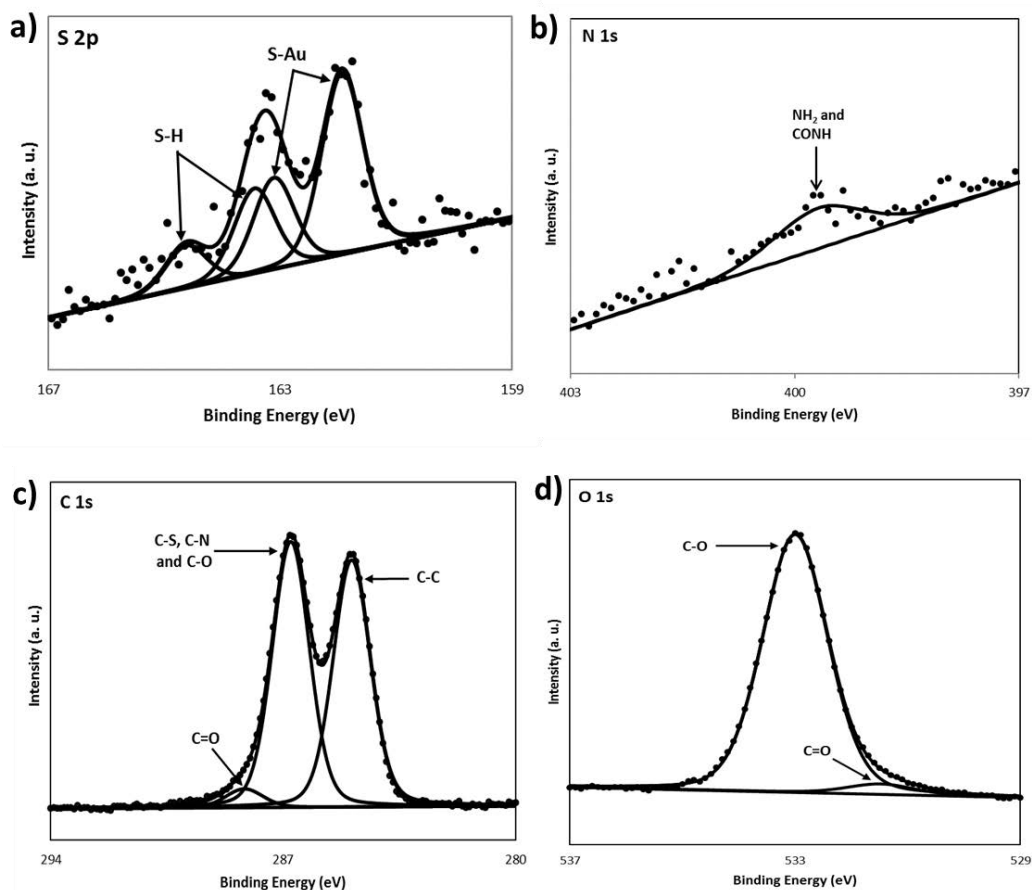 a)
S 2p
S-Au
S-H
Intensity (a. u.)
167
163
159
Binding Energy (eV)
b)
N 1s
NH₂ and
CONH
Intensity (a. u.)
403
400
397
Binding Energy (eV)
c)
C 1s
C-S, C-N
and C-O
C-C
C=O
Intensity (a. u.)
294
287
280
Binding Energy (eV)
d)
O 1s
C-O
C=O
Intensity (a. u.)
537
533
529
Binding Energy (eV)